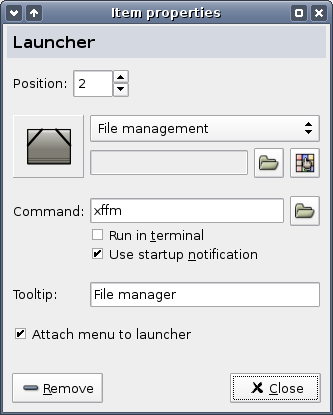 Item properties
Launcher
Position: 2
File management
Command: xffm
Run in terminal
Use startup notification
Tooltip: File manager
Attach menu to launcher
Remove Close